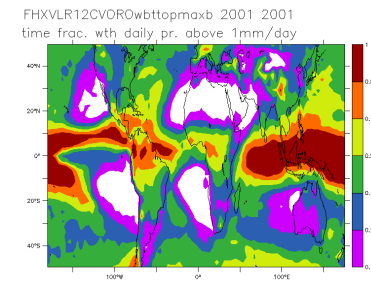 FHXVLR12CVOROwbttopmaxb 2001 2001
time frac. wth daily pr. above 1mm/day
40°N
20°N
0°
20°S
40°S
100°W
0°
100°E